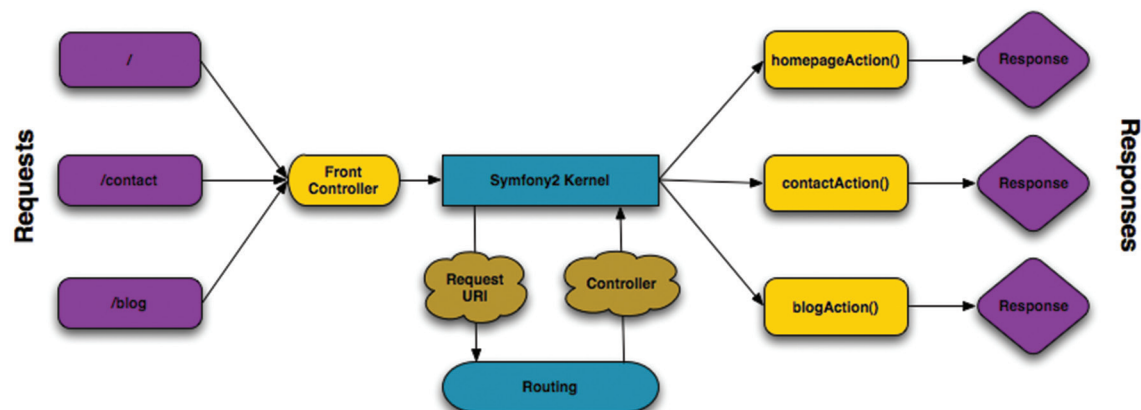 Requests
/
/contact
/blog
Front
Controller
Symfony2 Kernel
Request
URI
Controller
Routing
homepageAction()
contactAction()
blogAction()
Response
Response
Response
Responses